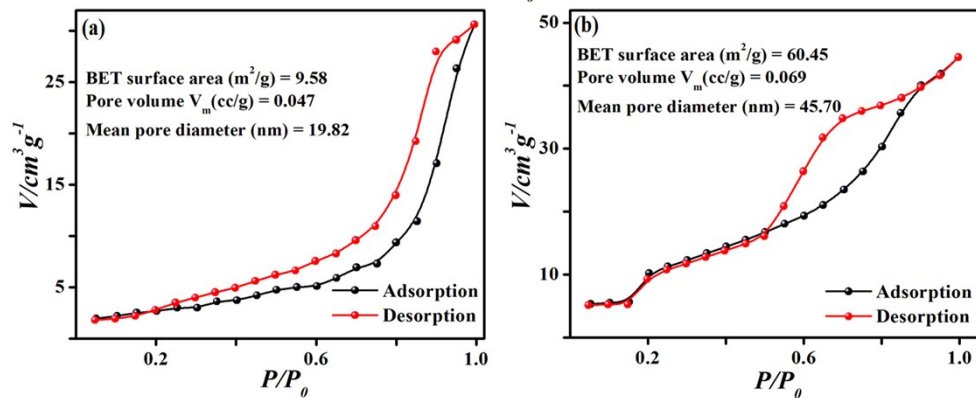 (a)
BET surface area (m²/g) = 9.58
Pore volume Vm(cc/g) = 0.047
Mean pore diameter (nm) = 19.82
V/cm³g⁻¹
25
15
5
Adsorption
Desorption
0.2 0.6 1.0
P/P₀
(b)
BET surface area (m²/g) = 60.45
Pore volume Vm(cc/g) = 0.069
Mean pore diameter (nm) = 45.70
V/cm³g⁻¹
50
30
10
Adsorption
Desorption
0.2 0.6 1.0
P/P₀